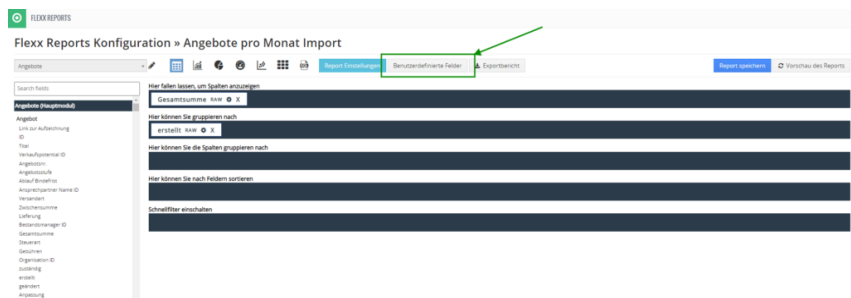 FLEXX REPORTS
Flexx Reports Konfiguration » Angebote pro Monat Import
Angebote
Report Einstellungen
Benutzerdefinierte Felder
Exportbericht
Report speichern
Vorschau des Reports
Search fields
Angebote (Hauptmodul)
Angebot
Link zur Aufzeichnung
ID
Titel
Verkaufspotential ID
Angebotsnr.
Angebotsstufe
Ablauf Bindefrist
Ansprechpartner Name ID
Versandart
Zwischensumme
Lieferung
Bestandsmanager ID
Gesamtsumme
Steuerart
Gebühren
Organisation ID
zuständig
erstellt
geändert
Anpassung
Hier fallen lassen, um Spalten anzuzeigen
Gesamtsumme RAW X
Hier können Sie gruppieren nach
erstellt RAW X
Hier können Sie die Spalten gruppieren nach
Hier können Sie nach Feldern sortieren
Schnellfilter einschalten